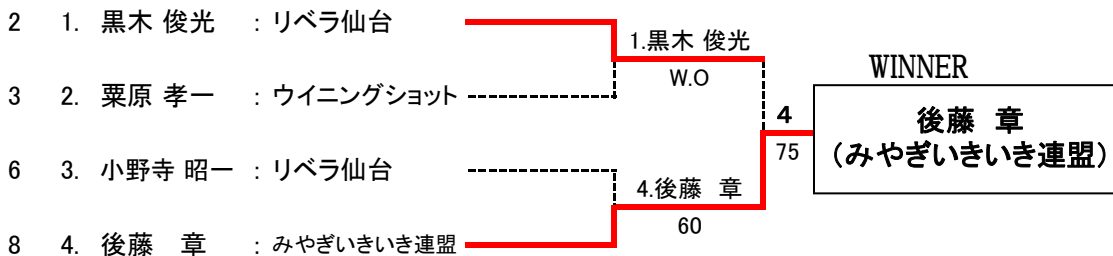 2 1. 黒木 俊光 : リベラ仙台
1.黒木 俊光
W.O
WINNER
3 2. 粟原 孝一 : ウイニングショット
4
後藤 章
75
(みやぎいきいき連盟)
6 3. 小野寺 昭一 : リベラ仙台
4.後藤 章
60
8 4. 後藤 章 : みやぎいきいき連盟